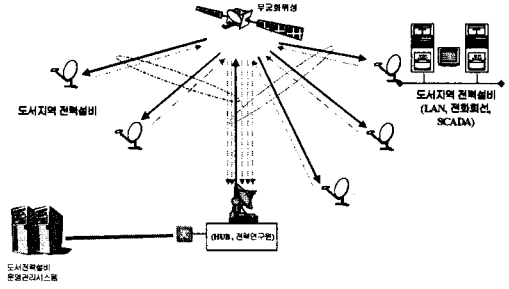 무궁화위성
도서지역 전력설비
도서지역 전력설비
(LAN, 전화회선,
SCADA)
(HUB, 전력연구원)
도서전력설비
운영관리시스템